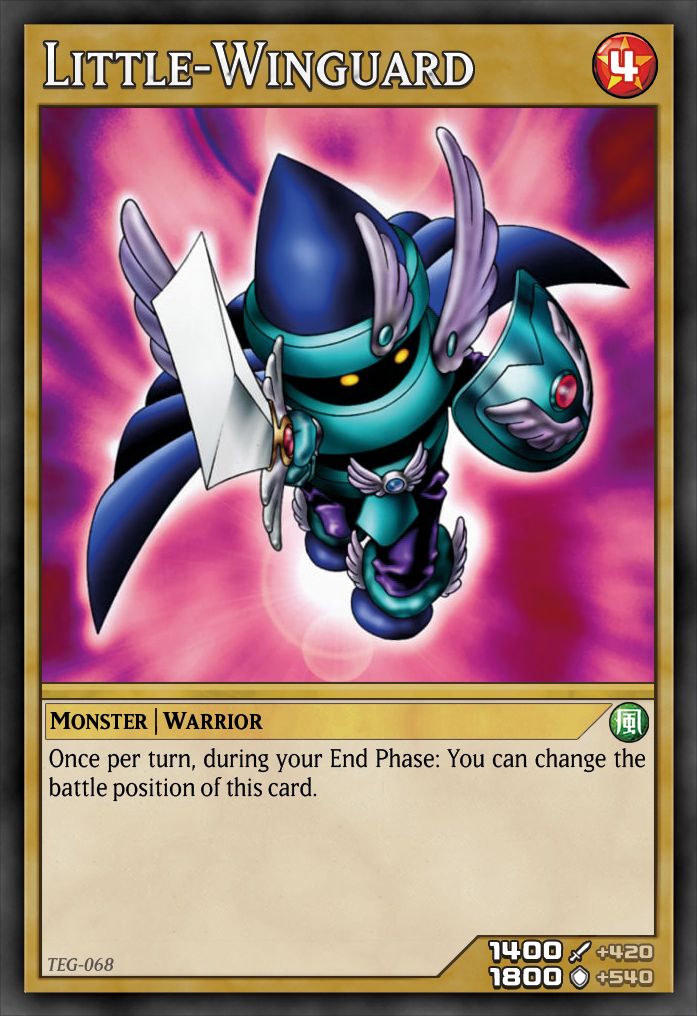 Little-Winguard
4
Monster | Warrior
風
Once per turn, during your End Phase: You can change the
battle position of this card.
1400 +420
TEG-068
1800 +540